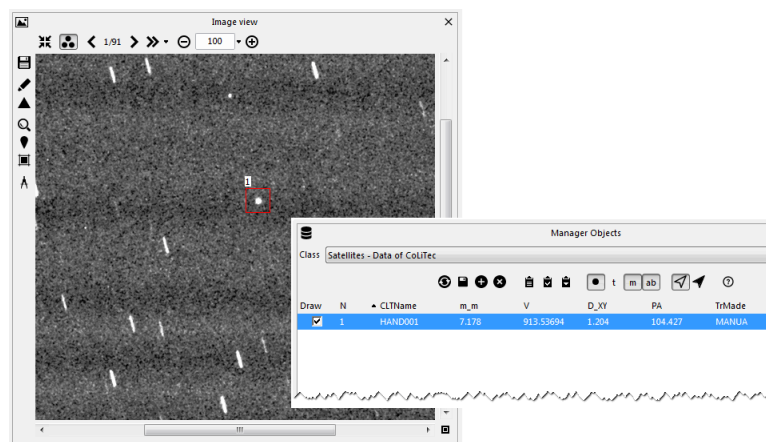 Image view
1/91
100
1
Manager Objects
Class Satellites - Data of CoLiTec
t m ab
Draw N CLTName m_m V D_XY PA TrMade
1 HAND001 7.178 913.53694 1.204 104.427 MANUA